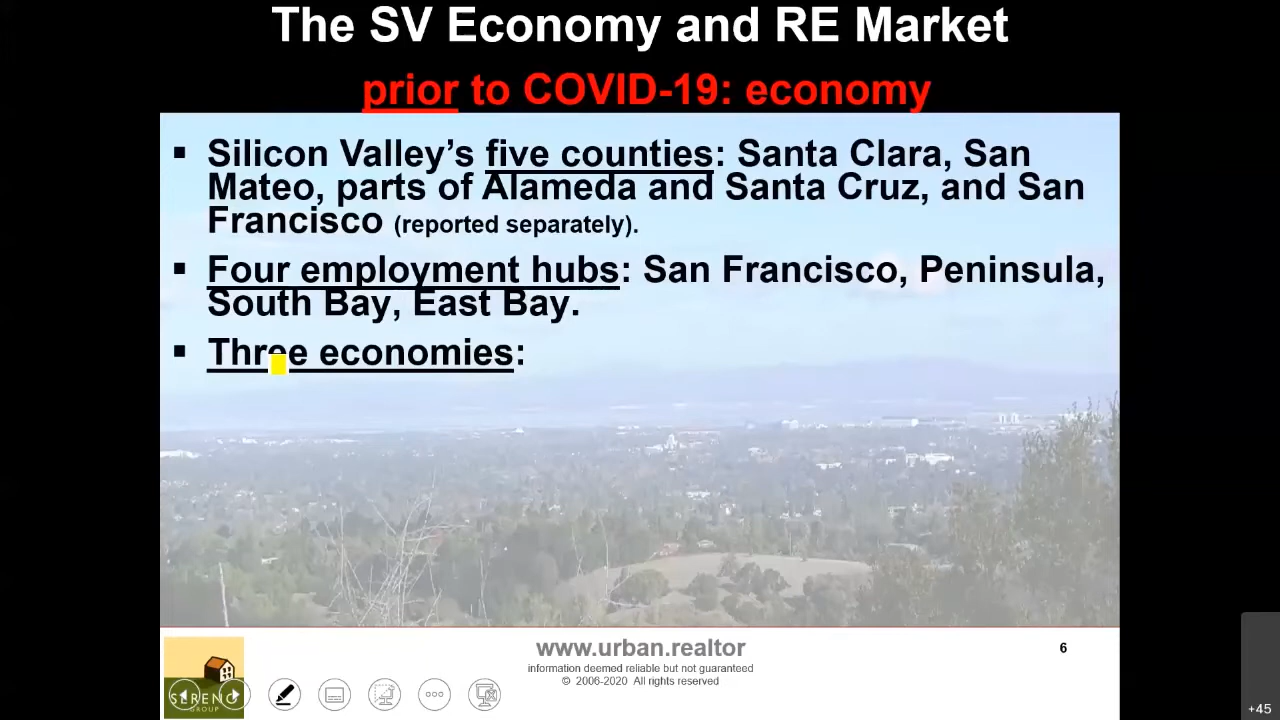 The SV Economy and RE Market
prior to COVID-19: economy
▪ Silicon Valley’s five counties: Santa Clara, San
Mateo, parts of Alameda and Santa Cruz, and San
Francisco (reported separately).
▪ Four employment hubs: San Francisco, Peninsula,
South Bay, East Bay.
▪ Three economies:
www.urban.realtor
6
information deemed reliable but not guaranteed
© 2006-2020 All rights reserved
SERENO
GROUP
+45